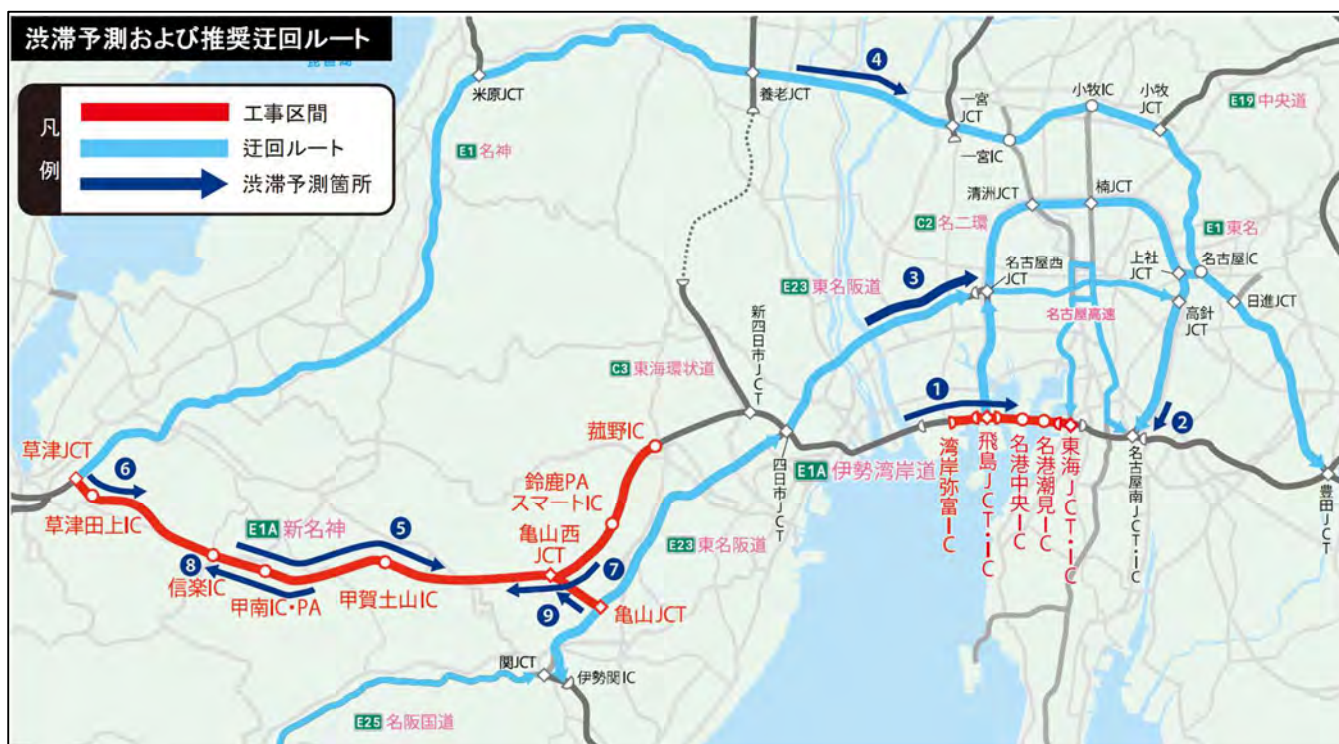 渋滞予測および推奨迂回ルート
琵琶湖
凡例
工事区間
迂回ルート
渋滞予測箇所
米原JCT
養老JCT
4
一宮
JCT
一宮IC
小牧IC
小牧
JCT
E19 中央道
E1 名神
清洲JCT
楠JCT
C2 名二環
E1 東名
上社
JCT
名古屋IC
名古屋西
JCT
E23 東名阪道
3
日進JCT
高針
JCT
名古屋高速
新四日市JCT
C3 東海環状道
1
2
菰野IC
四日市JCT
E1A 伊勢湾岸道
湾岸弥富IC
飛島JCT・IC
名港中央IC
名港潮見IC
東海JCT・IC
名古屋南JCT・IC
豊田JCT
草津JCT
6
草津田上IC
E1A 新名神
5
鈴鹿PA
スマートIC
亀山西
JCT
E23 東名阪道
8
信楽IC
甲南IC・PA
甲賀土山IC
7
9
亀山JCT
関JCT
伊勢関IC
E25 名阪国道